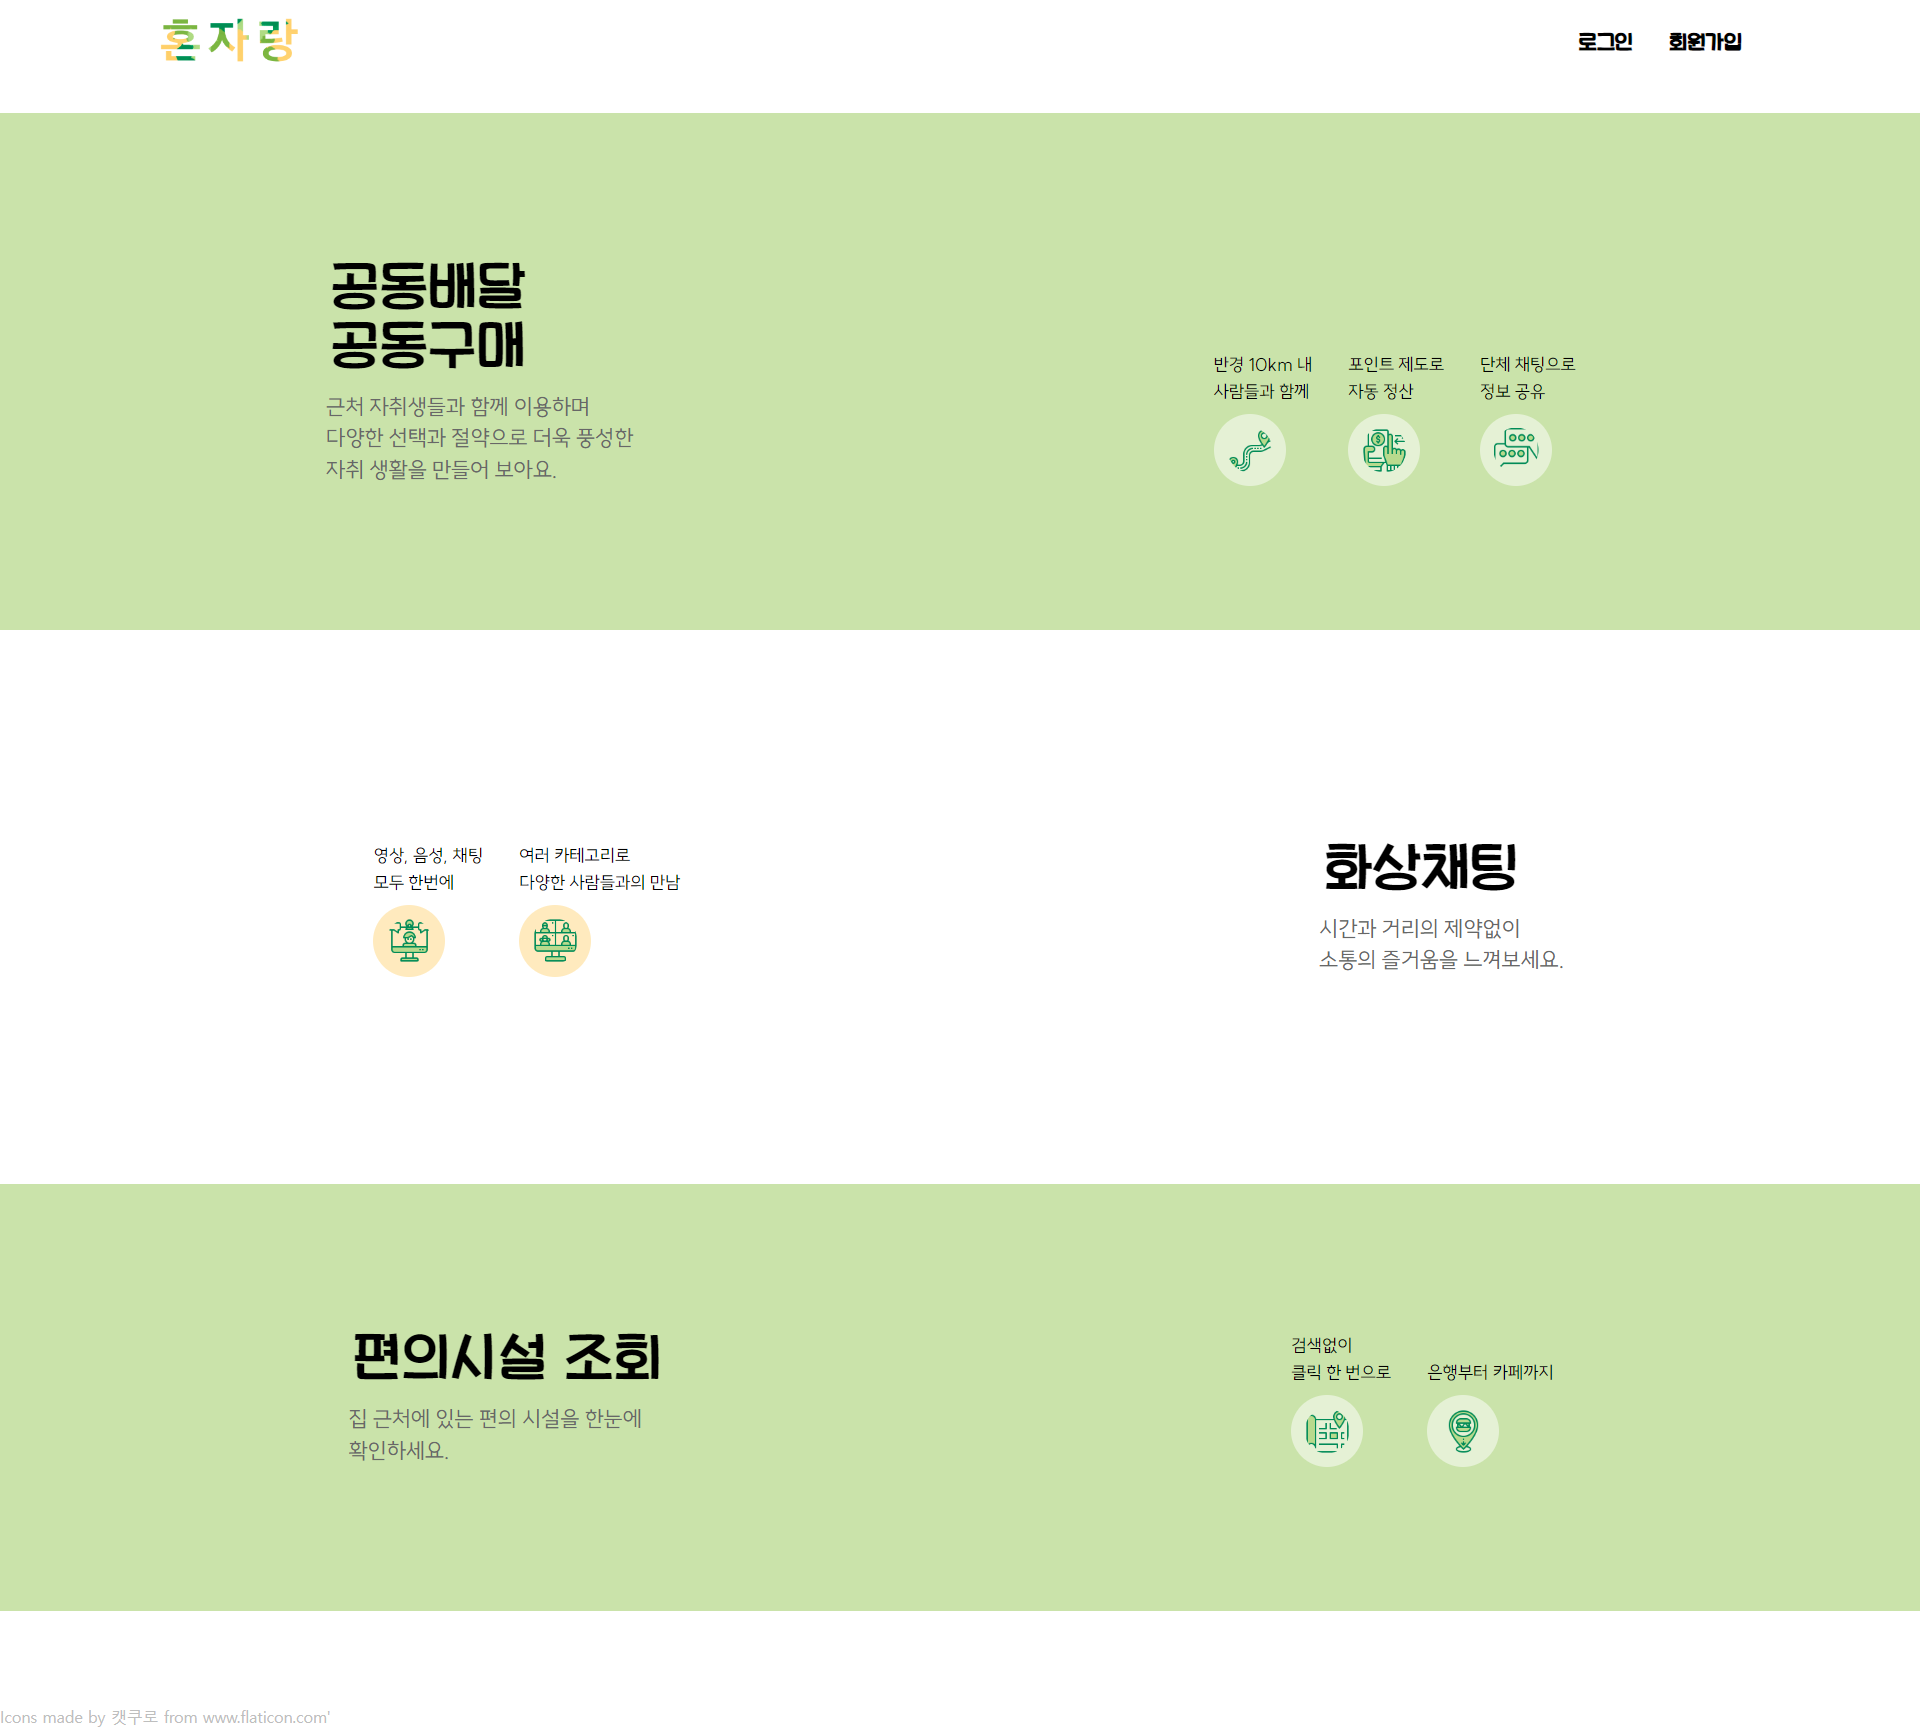 혼자랑
로그인 회원가입
공동배달
공동구매
근처 자취생들과 함께 이용하며
다양한 선택과 절약으로 더욱 풍성한
자취 생활을 만들어 보아요.
반경 10km 내
사람들과 함께
포인트 제도로
자동 정산
단체 채팅으로
정보 공유
영상, 음성, 채팅
모두 한번에
여러 카테고리로
다양한 사람들과의 만남
화상채팅
시간과 거리의 제약없이
소통의 즐거움을 느껴보세요.
편의시설 조회
집 근처에 있는 편의 시설을 한눈에
확인하세요.
검색없이
클릭 한 번으로
은행부터 카페까지
Icons made by 캣쿠로 from www.flaticon.com'